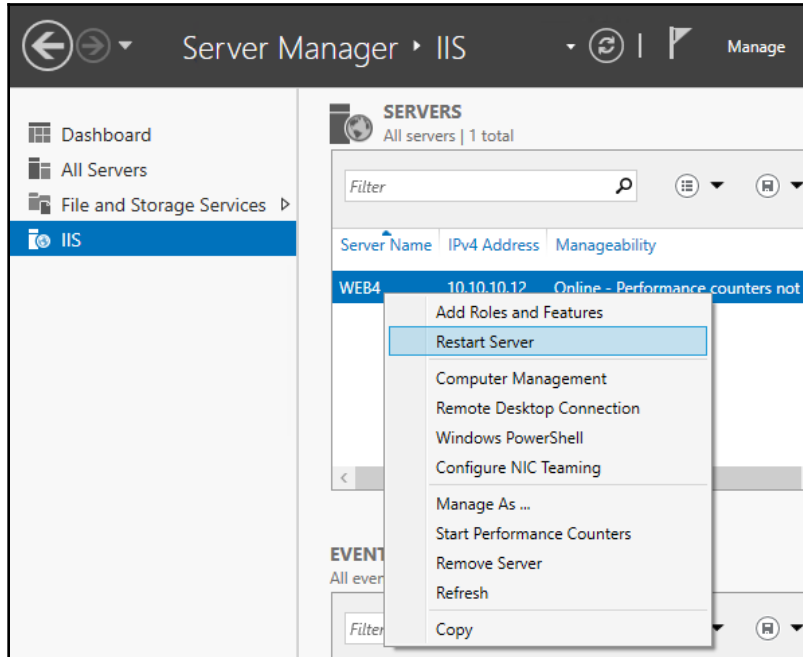 Server Manager ‣ IIS
Manage
Dashboard
All Servers
File and Storage Services
IIS
SERVERS
All servers | 1 total
Filter
Server Name IPv4 Address Manageability
WEB4 10.10.10.12 Online - Performance counters not
Add Roles and Features
Restart Server
Computer Management
Remote Desktop Connection
Windows PowerShell
Configure NIC Teaming
Manage As ...
Start Performance Counters
Remove Server
Refresh
Copy
EVENT
All ever
Filter